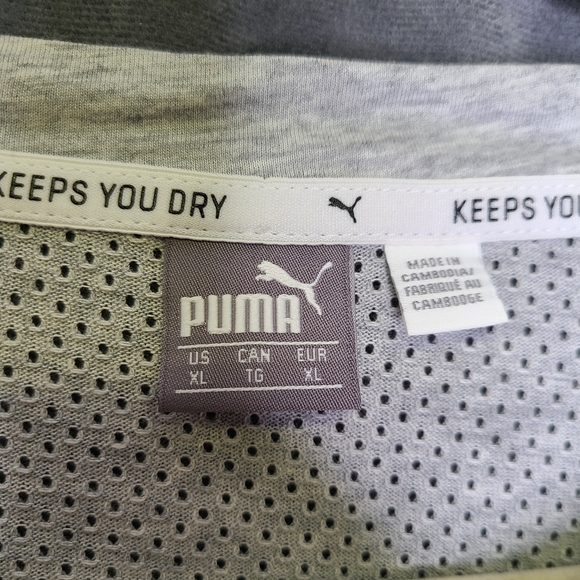 KEEPS YOU DRY
KEEPS YOU
PUMA
US CAN EUR
XL TG XL
MADE IN
CAMBODIA/
FABRIQUÉ AU
CAMBODGE